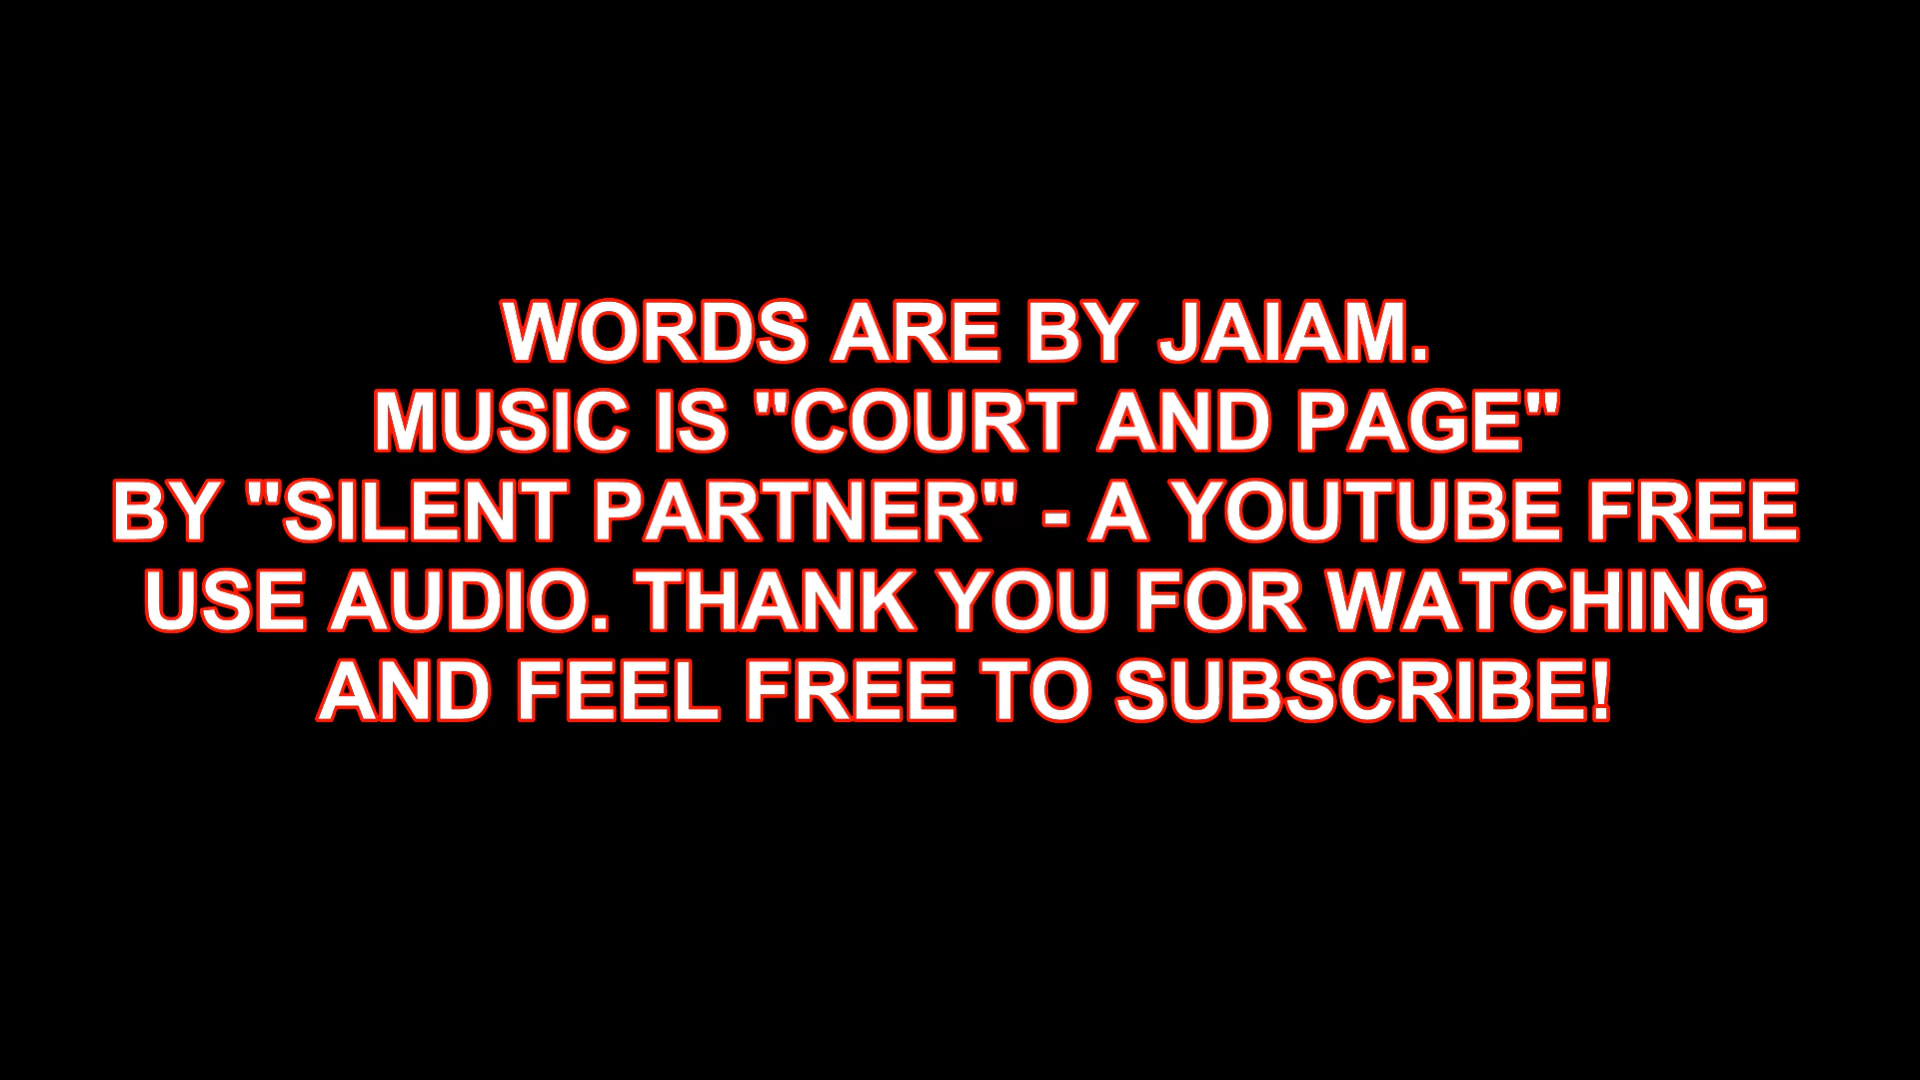 WORDS ARE BY JAIAM.
MUSIC IS "COURT AND PAGE"
BY "SILENT PARTNER" - A YOUTUBE FREE
USE AUDIO. THANK YOU FOR WATCHING
AND FEEL FREE TO SUBSCRIBE!